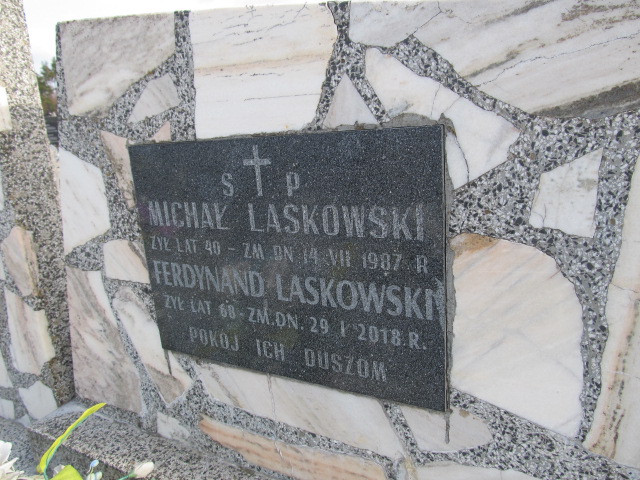 Ś P
MICHAŁ LASKOWSKI
ŻYŁ LAT 40 - ZM DN 14 VII 1987 R
FERDYNAND LASKOWSKI
ŻYŁ LAT 68 - ZM. DN. 29 I 2018 R.
POKÓJ ICH DUSZOM